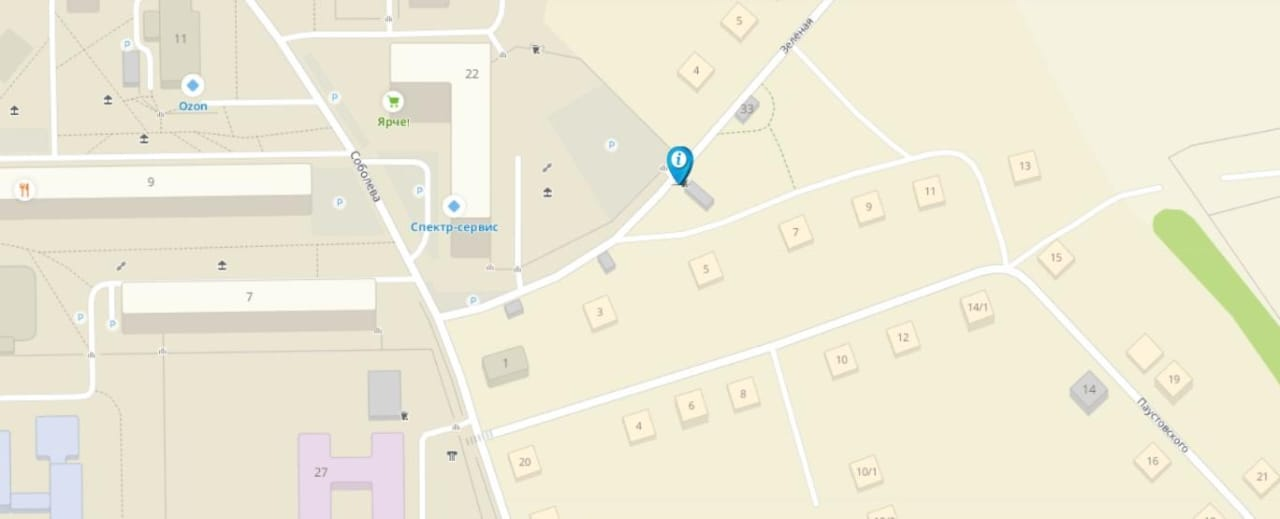 5
Зелёная
11
P
22
4
Ozon
P
33
Ярче!
P
Соболева
13
9
P
P
11
9
Спектр-сервис
7
15
5
7
P
3
14/1
P
P
12
1
10
19
14
8
6
4
Паустовского
20
16
27
10/1
21